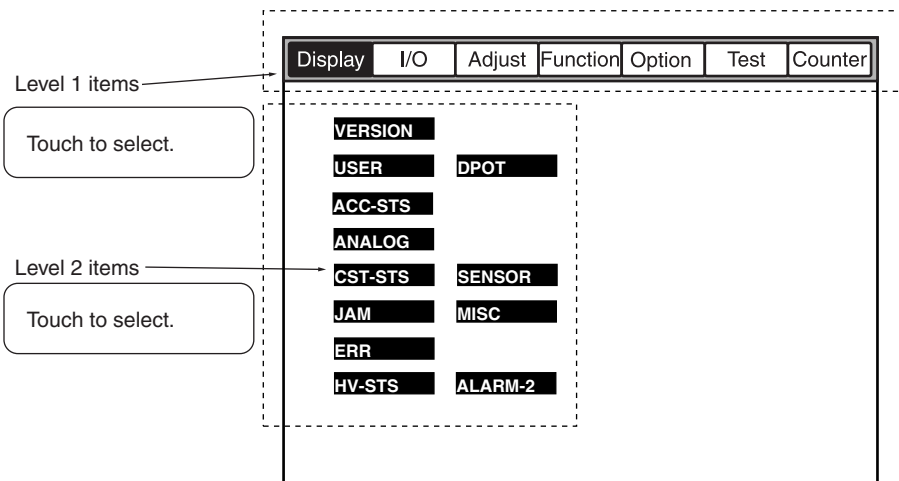 Display I/O Adjust Function Option Test Counter
Level 1 items
Touch to select.
VERSION
USER DPOT
ACC-STS
ANALOG
Level 2 items
CST-STS SENSOR
Touch to select.
JAM MISC
ERR
HV-STS ALARM-2